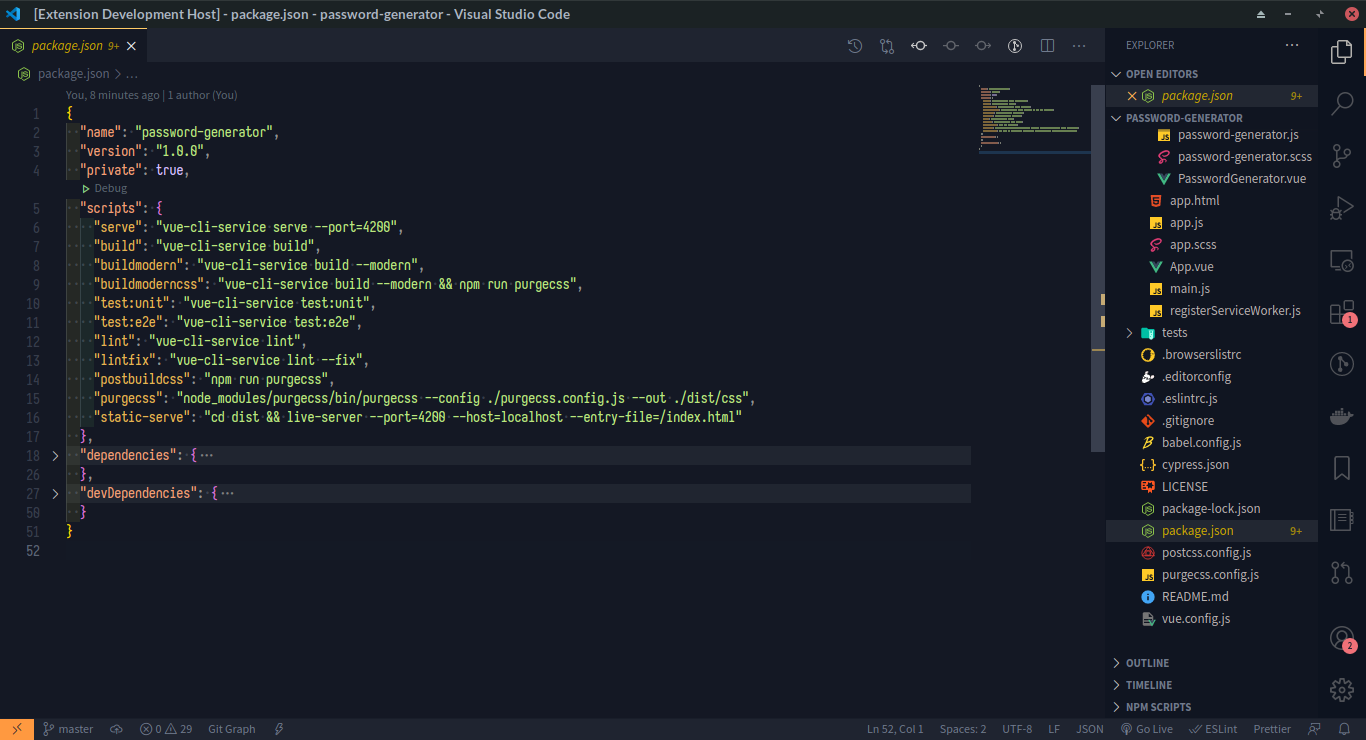 [Extension Development Host] - package.json - password-generator - Visual Studio Code
package.json 9+
package.json > ...
You, 8 minutes ago | 1 author (You)
1 {
2 "name": "password-generator",
3 "version": "1.0.0",
4 "private": true,
Debug
5 "scripts": {
6 "serve": "vue-cli-service serve --port=4200",
7 "build": "vue-cli-service build",
8 "buildmodern": "vue-cli-service build --modern",
9 "buildmoderncss": "vue-cli-service build --modern && npm run purgecss",
10 "test:unit": "vue-cli-service test:unit",
11 "test:e2e": "vue-cli-service test:e2e",
12 "lint": "vue-cli-service lint",
13 "lintfix": "vue-cli-service lint --fix",
14 "postbuildcss": "npm run purgecss",
15 "purgecss": "node_modules/purgecss/bin/purgecss --config ./purgecss.config.js --out ./dist/css",
16 "static-serve": "cd dist && live-server --port=4200 --host=localhost --entry-file=/index.html"
17 },
18 "dependencies": { ...
26 },
27 "devDependencies": { ...
50 }
51 }
52
EXPLORER
OPEN EDITORS
package.json 9+
PASSWORD-GENERATOR
password-generator.js
password-generator.scss
PasswordGenerator.vue
app.html
app.js
app.scss
App.vue
main.js
registerServiceWorker.js
tests
.browserslistrc
.editorconfig
.eslintrc.js
.gitignore
babel.config.js
cypress.json
LICENSE
package-lock.json
package.json 9+
postcss.config.js
purgecss.config.js
README.md
vue.config.js
OUTLINE
TIMELINE
NPM SCRIPTS
1
2
master 0 29 Git Graph
Ln 52, Col 1 Spaces: 2 UTF-8 LF JSON Go Live ESLint Prettier